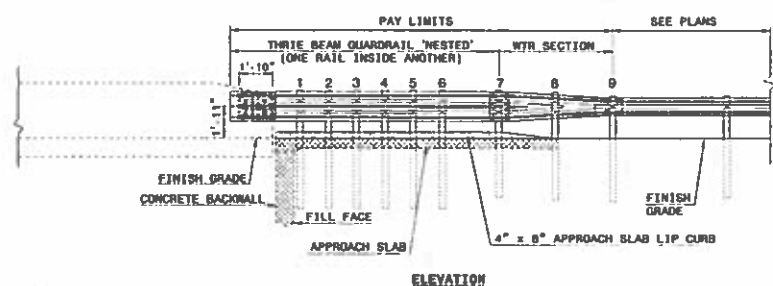 PAY LIMITS
SEE PLANS
THRIE BEAM GUARDRAIL 'NESTED'
(ONE RAIL INSIDE ANOTHER)
WTR SECTION
1'-10"
1 2 3 4 5 6 7 8 9
1'-11"
FINISH GRADE
CONCRETE BACKWALL
FILL FACE
APPROACH SLAB
4" x 8" APPROACH SLAB LIP CURB
FINISH
GRADE
ELEVATION